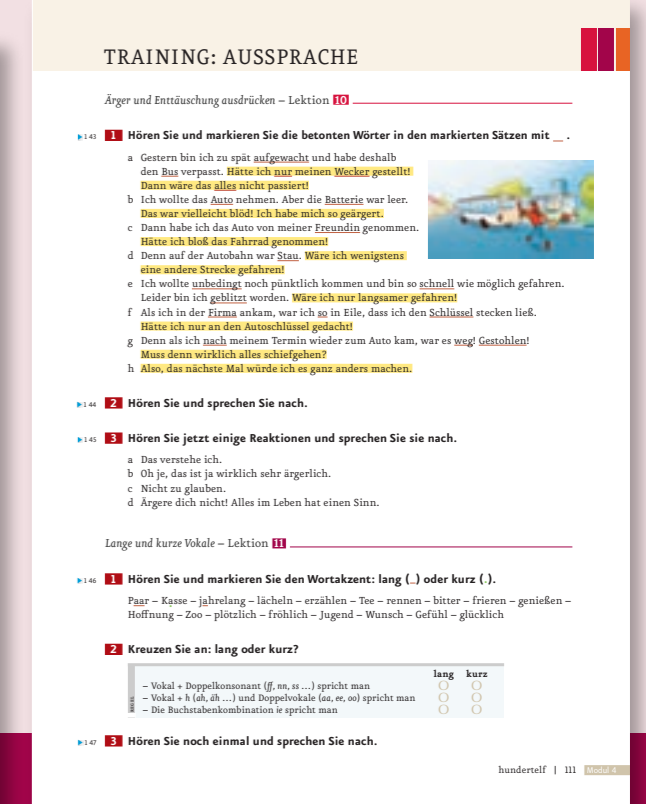 TRAINING: AUSSPRACHE
Ärger und Enttäuschung ausdrücken – Lektion 10
▶ 1 43 1 Hören Sie und markieren Sie die betonten Wörter in den markierten Sätzen mit __ .
a Gestern bin ich zu spät aufgewacht und habe deshalb
den Bus verpasst. Hätte ich nur meinen Wecker gestellt!
Dann wäre das alles nicht passiert!
b Ich wollte das Auto nehmen. Aber die Batterie war leer.
Das war vielleicht blöd! Ich habe mich so geärgert.
c Dann habe ich das Auto von meiner Freundin genommen.
Hätte ich bloß das Fahrrad genommen!
d Denn auf der Autobahn war Stau. Wäre ich wenigstens
eine andere Strecke gefahren!
e Ich wollte unbedingt noch pünktlich kommen und bin so schnell wie möglich gefahren.
Leider bin ich geblitzt worden. Wäre ich nur langsamer gefahren!
f Als ich in der Firma ankam, war ich so in Eile, dass ich den Schlüssel stecken ließ.
Hätte ich nur an den Autoschlüssel gedacht!
g Denn als ich nach meinem Termin wieder zum Auto kam, war es weg! Gestohlen!
Muss denn wirklich alles schiefgehen?
h Also, das nächste Mal würde ich es ganz anders machen.
▶ 1 44 2 Hören Sie und sprechen Sie nach.
▶ 1 45 3 Hören Sie jetzt einige Reaktionen und sprechen Sie sie nach.
a Das verstehe ich.
b Oh je, das ist ja wirklich sehr ärgerlich.
c Nicht zu glauben.
d Ärgere dich nicht! Alles im Leben hat einen Sinn.
Lange und kurze Vokale – Lektion 11
▶ 1 46 1 Hören Sie und markieren Sie den Wortakzent: lang (_) oder kurz (.).
Paar – Kasse – jahrelang – lächeln – erzählen – Tee – rennen – bitter – frieren – genießen –
Hoffnung – Zoo – plötzlich – fröhlich – Jugend – Wunsch – Gefühl – glücklich
2 Kreuzen Sie an: lang oder kurz?
lang kurz
– Vokal + Doppelkonsonant (ff, nn, ss ...) spricht man
– Vokal + h (ah, äh ...) und Doppelvokale (aa, ee, oo) spricht man
– Die Buchstabenkombination ie spricht man
▶ 1 47 3 Hören Sie noch einmal und sprechen Sie nach.
hundertelf | 111 Modul 4